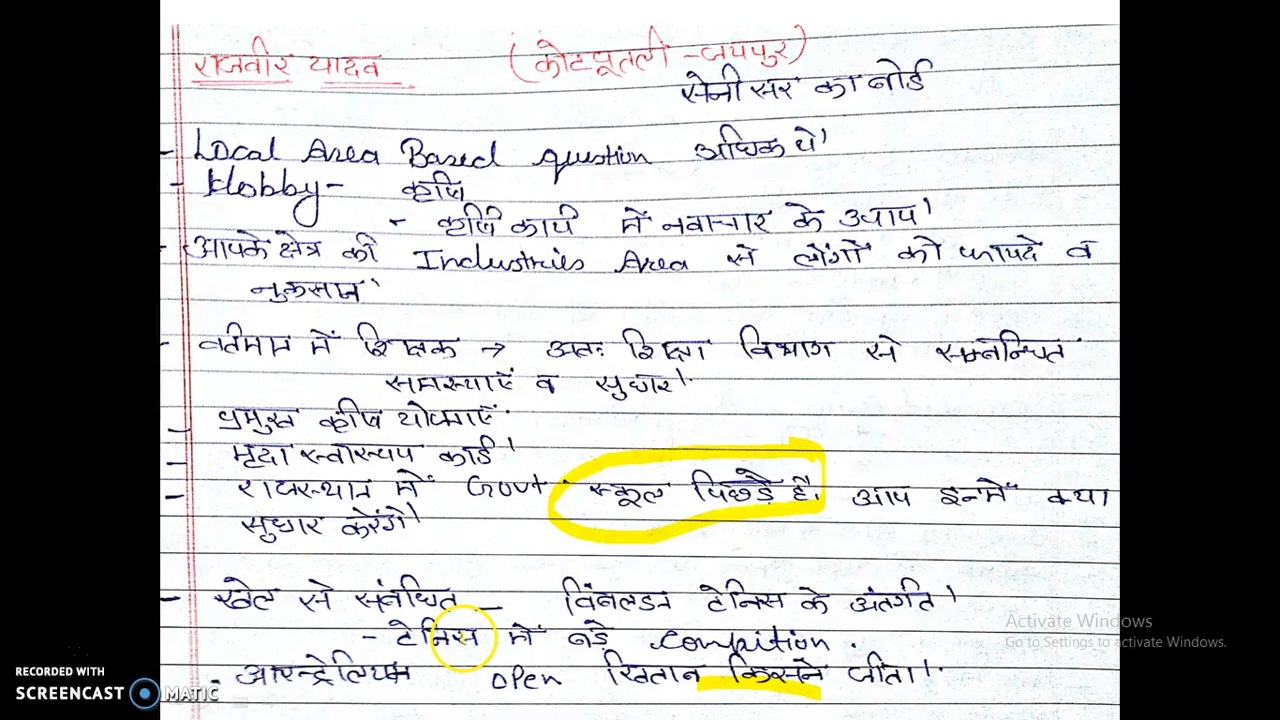 राजवीर यादव (कोटपूतली - जयपुर)
सैनी सर का बोर्ड
- Local Area Based question अधिक थे।
- Hobby - कृषि
- कृषि कार्य में नवाचार के उपाय।
- आपके क्षेत्र की Industries Area से लोगों को फायदे व
नुकसान।
- वर्तमान में शिक्षक → अतः शिक्षा विभाग से सम्बन्धित
समस्याएँ व सुधार।
- प्रमुख कृषि योजनाएँ
- मृदा स्वास्थ्य कार्ड।
- राजस्थान में Govt. स्कूल पिछड़े है। आप इनमें क्या
सुधार करेंगे।
- खेल से संबंधित - विंबलडन टेनिस के अंतर्गत।
- टेनिस में बड़े Compition.
- आस्ट्रेलियन open खिताब किसने जीता।
Activate Windows
Go to Settings to activate Windows.
RECORDED WITH
SCREENCAST MATIC